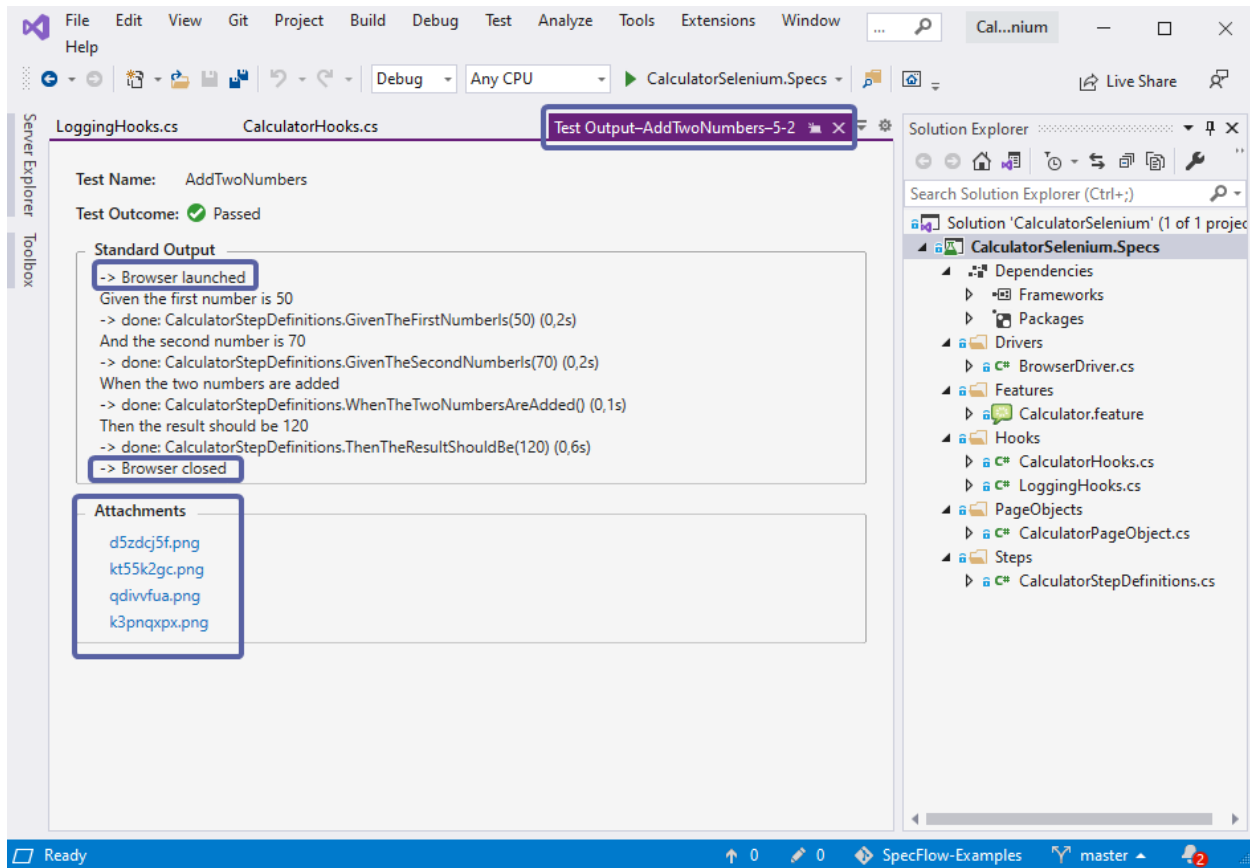 File Edit View Git Project Build Debug Test Analyze Tools Extensions Window ... Cal...nium
Help
Debug Any CPU CalculatorSelenium.Specs Live Share
Server Explorer
Toolbox
LoggingHooks.cs CalculatorHooks.cs Test Output–AddTwoNumbers–5-2
Test Name: AddTwoNumbers
Test Outcome: Passed
Standard Output
-> Browser launched
Given the first number is 50
-> done: CalculatorStepDefinitions.GivenTheFirstNumberIs(50) (0,2s)
And the second number is 70
-> done: CalculatorStepDefinitions.GivenTheSecondNumberIs(70) (0,2s)
When the two numbers are added
-> done: CalculatorStepDefinitions.WhenTheTwoNumbersAreAdded() (0,1s)
Then the result should be 120
-> done: CalculatorStepDefinitions.ThenTheResultShouldBe(120) (0,6s)
-> Browser closed
Attachments
d5zdcj5f.png
kt55k2gc.png
qdivvfua.png
k3pnqxpx.png
Solution Explorer
Search Solution Explorer (Ctrl+;)
Solution 'CalculatorSelenium' (1 of 1 projec
CalculatorSelenium.Specs
Dependencies
Frameworks
Packages
Drivers
C# BrowserDriver.cs
Features
Calculator.feature
Hooks
C# CalculatorHooks.cs
C# LoggingHooks.cs
PageObjects
C# CalculatorPageObject.cs
Steps
C# CalculatorStepDefinitions.cs
Ready 0 0 SpecFlow-Examples master 2